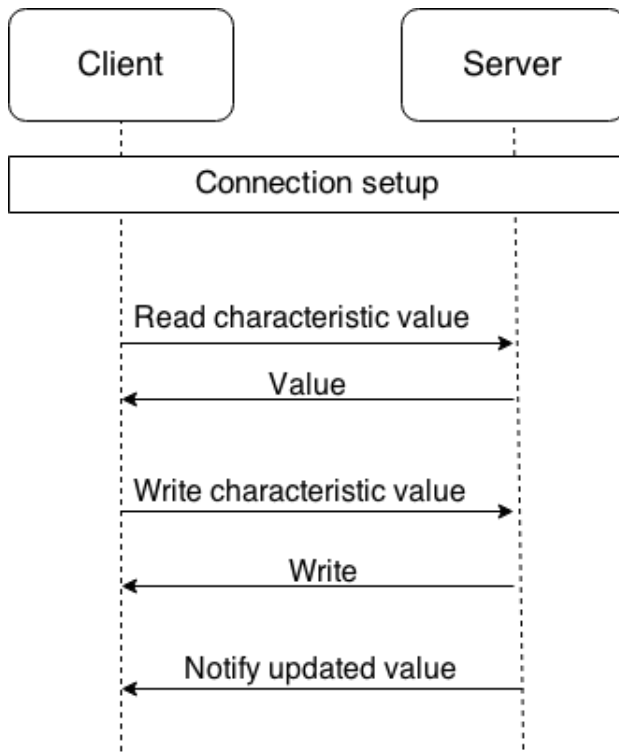 Client
Server
Connection setup
Read characteristic value
Value
Write characteristic value
Write
Notify updated value